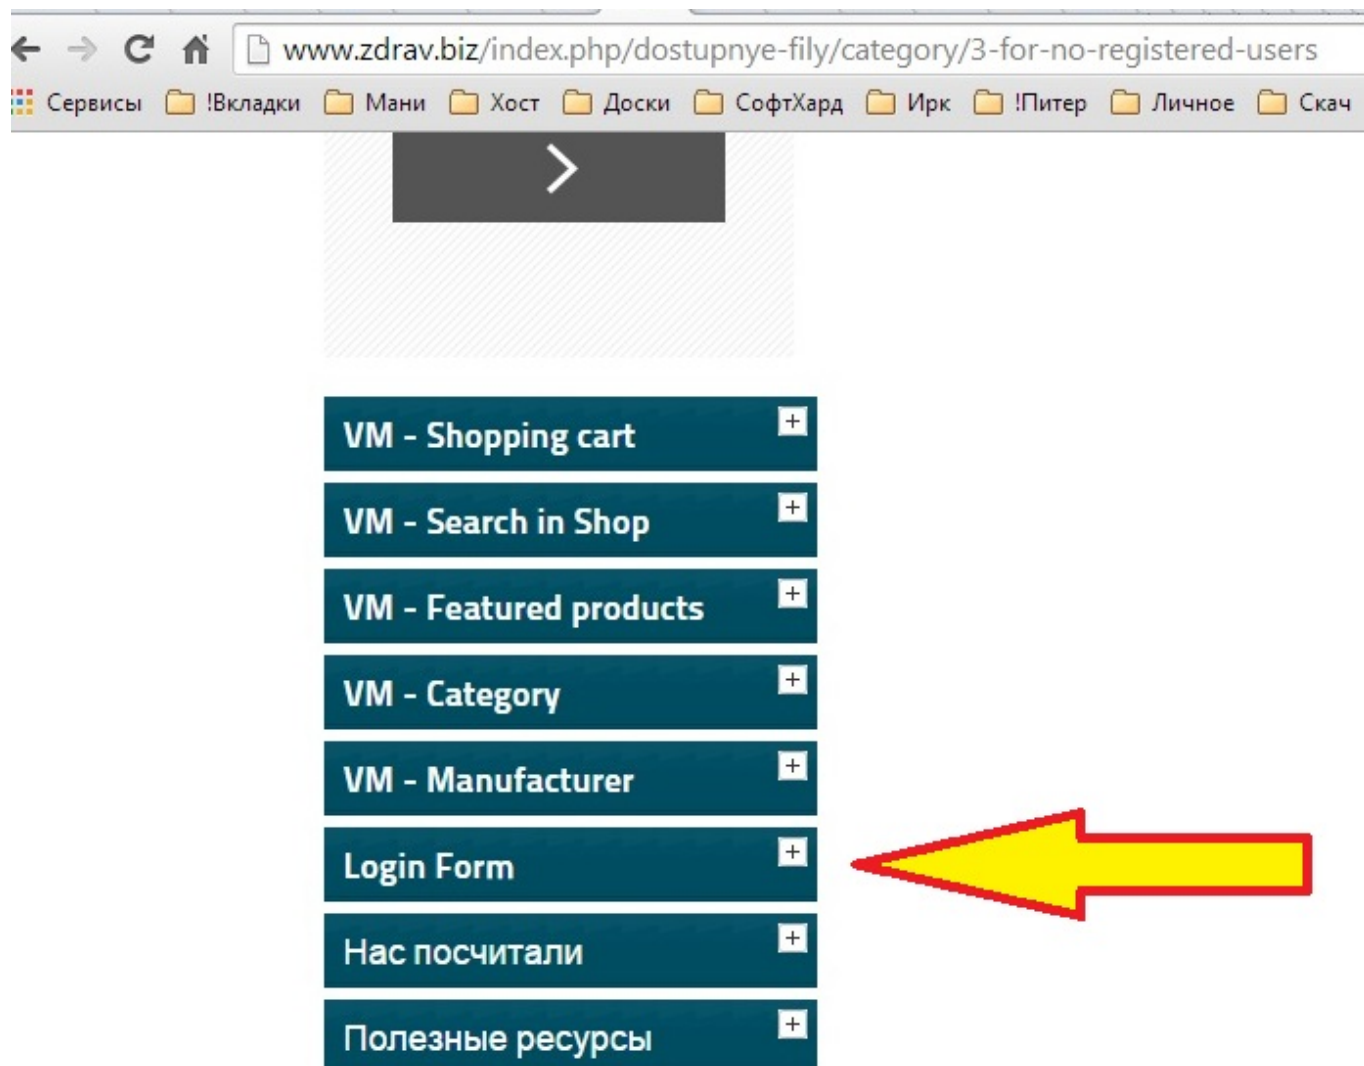 www.zdrav.biz/index.php/dostupnye-fily/category/3-for-no-registered-users
Сервисы !Вкладки Мани Хост Доски СофтХард Ирк !Питер Личное Скач
VM - Shopping cart
VM - Search in Shop
VM - Featured products
VM - Category
VM - Manufacturer
Login Form
Нас посчитали
Полезные ресурсы